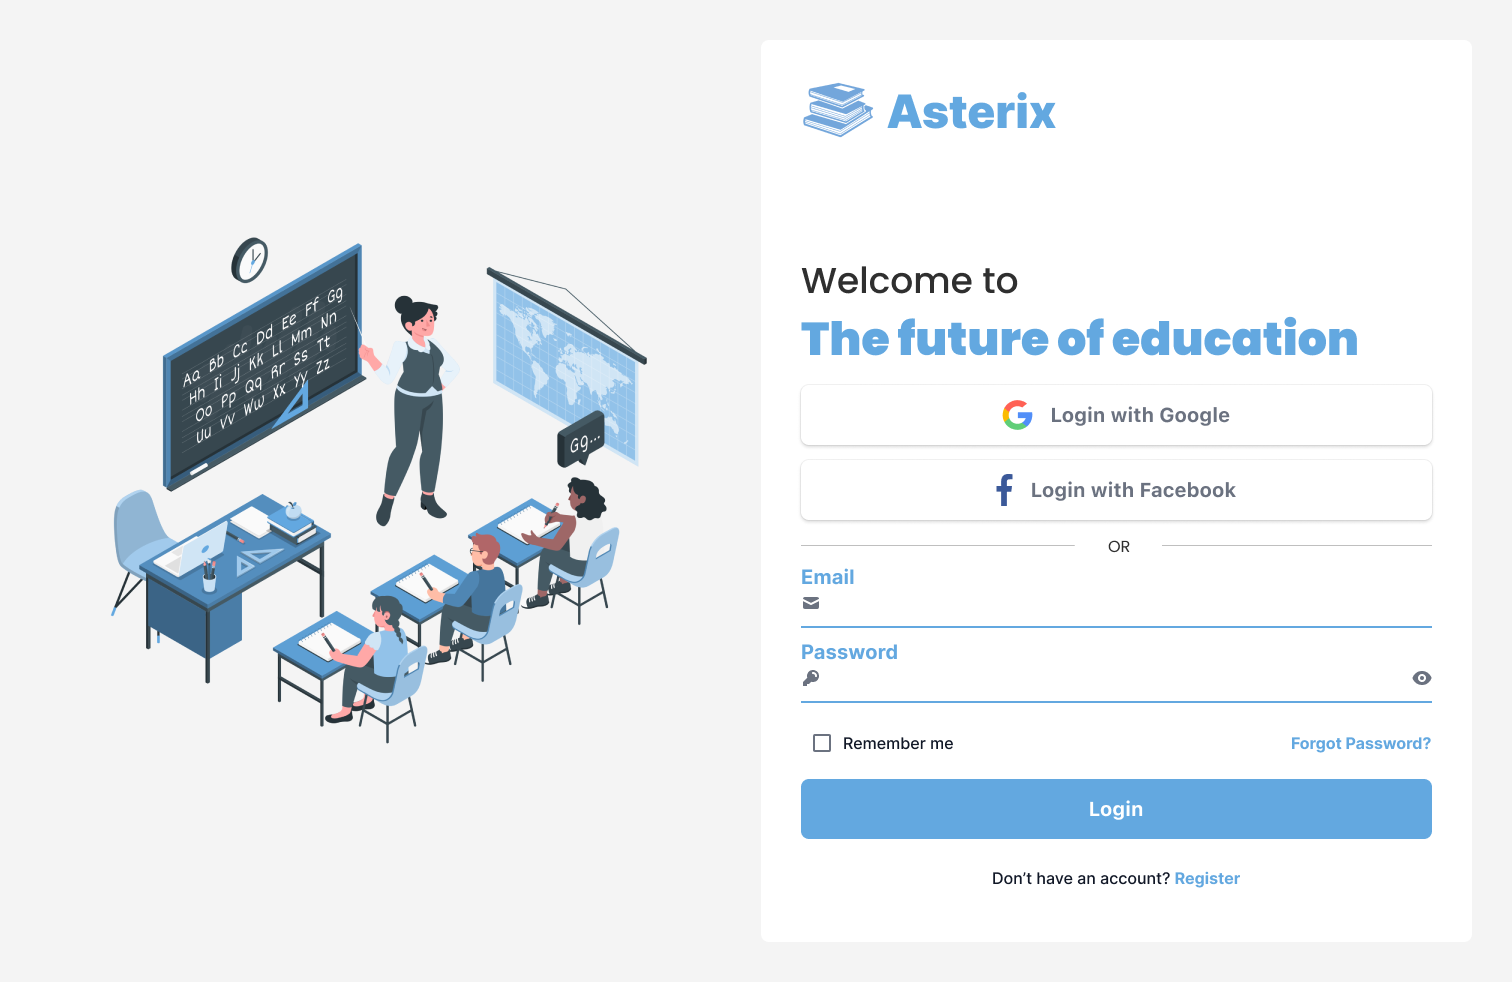 Asterix
Welcome to
The future of education
Login with Google
Login with Facebook
OR
Email
Password
Remember me
Forgot Password?
Login
Don’t have an account? Register
Aa Bb Cc Dd Ee Ff Gg
Hh Ii Jj Kk Ll Mm Nn
Oo Pp Qq Rr Ss Tt
Uu Vv Ww Xx Yy Zz
Gg...